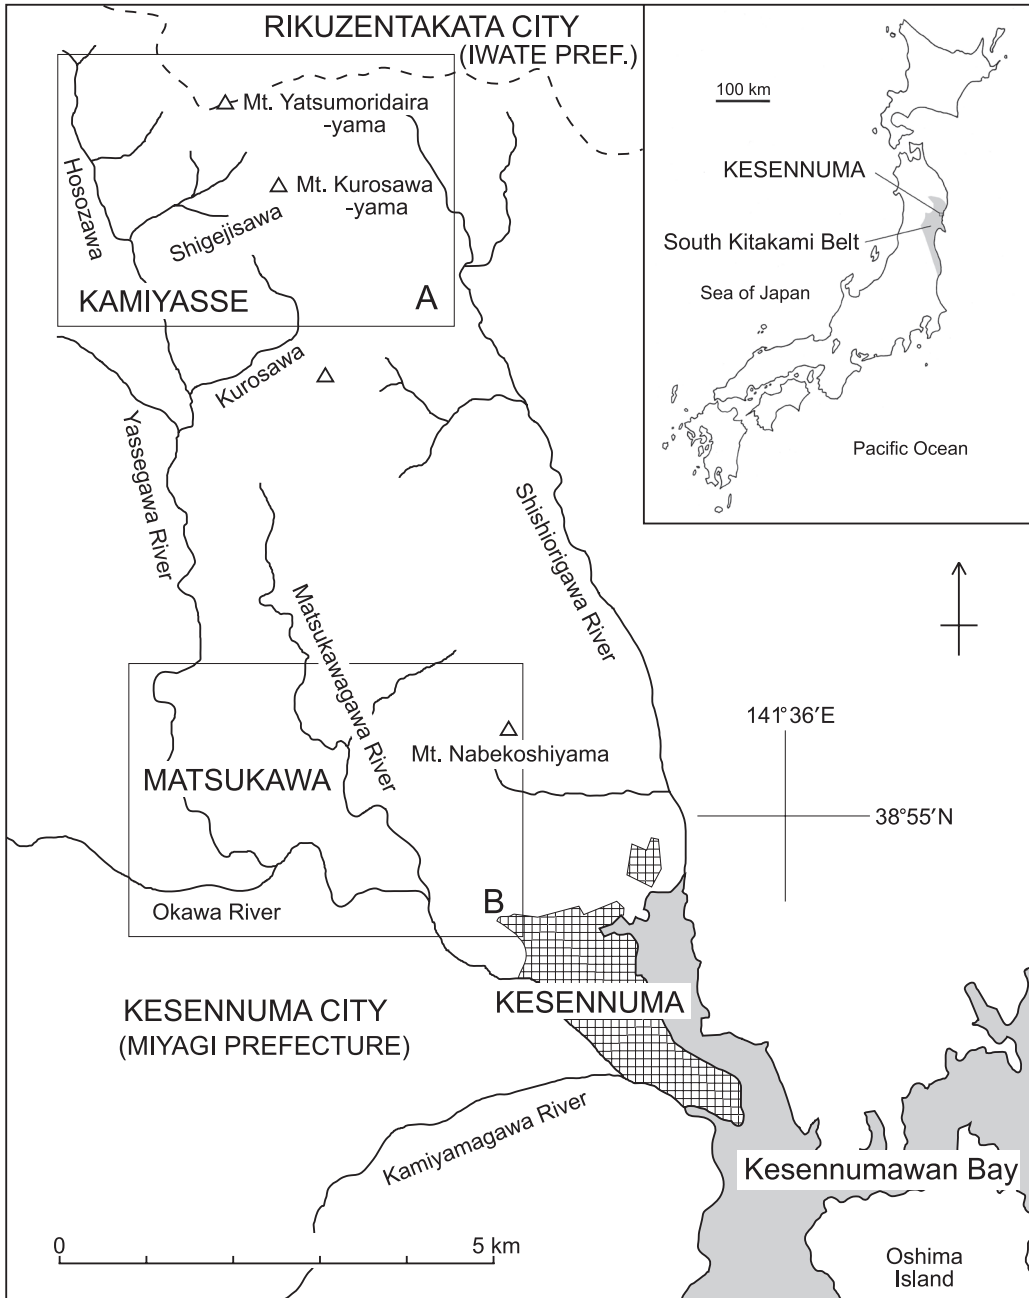 RIKUZENTAKATA CITY
(IWATE PREF.)
Mt. Yatsumoridaira
-yama
Mt. Kurosawa
-yama
Hosozawa
Shigejisawa
KAMIYASSE
A
Kurosawa
Yassegawa River
Shishiorigawa River
Matsukawagawa River
Mt. Nabekoshiyama
MATSUKAWA
Okawa River
B
KESENNUMA CITY
(MIYAGI PREFECTURE)
KESENNUMA
Kamiyamagawa River
Kesennumawan Bay
Oshima
Island
0
5 km
141°36′E
38°55′N
100 km
KESENNUMA
South Kitakami Belt
Sea of Japan
Pacific Ocean